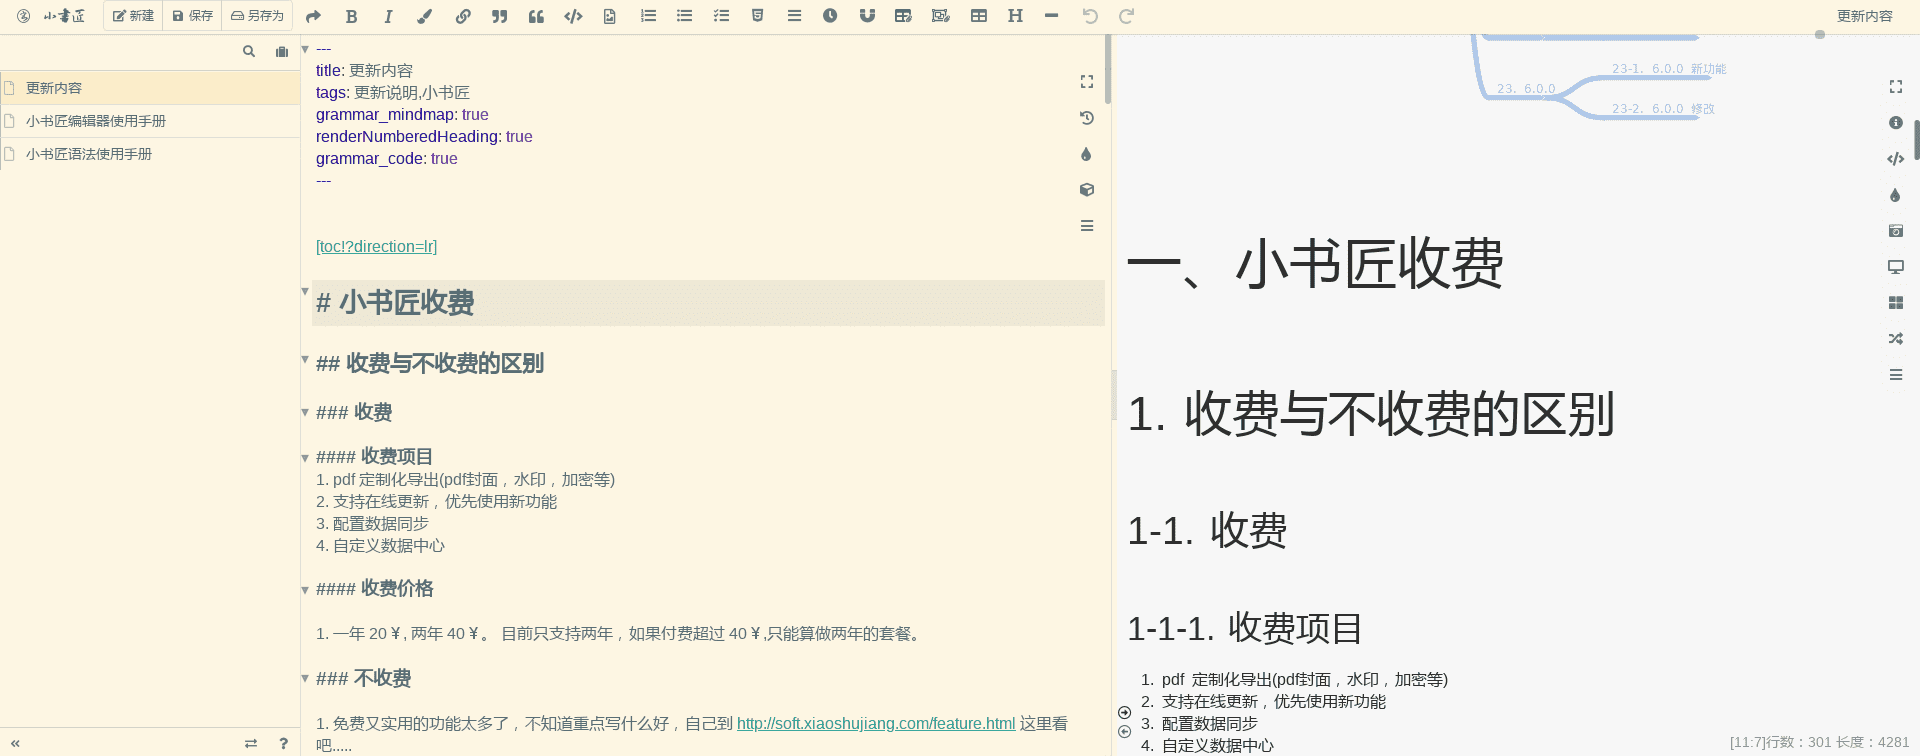 小书匠 新建 保存 另存为 更新内容
更新内容
小书匠编辑器使用手册
小书匠语法使用手册
---
title: 更新内容
tags: 更新说明,小书匠
grammar_mindmap: true
renderNumberedHeading: true
grammar_code: true
---
[toc!?direction=lr]
# 小书匠收费
## 收费与不收费的区别
### 收费
#### 收费项目
1. pdf 定制化导出(pdf封面，水印，加密等)
2. 支持在线更新，优先使用新功能
3. 配置数据同步
4. 自定义数据中心
#### 收费价格
1. 一年 20 ¥ , 两年 40 ¥ 。 目前只支持两年，如果付费超过 40 ¥ ,只能算做两年的套餐。
### 不收费
1. 免费又实用的功能太多了，不知道重点写什么好，自己到 http://soft.xiaoshujiang.com/feature.html 这里看
吧.....
23-1. 6.0.0 新功能
23. 6.0.0
23-2. 6.0.0 修改
一、小书匠收费
1. 收费与不收费的区别
1-1. 收费
1-1-1. 收费项目
1. pdf 定制化导出(pdf封面，水印，加密等)
2. 支持在线更新，优先使用新功能
3. 配置数据同步
4. 自定义数据中心
[11:7]行数：301 长度：4281